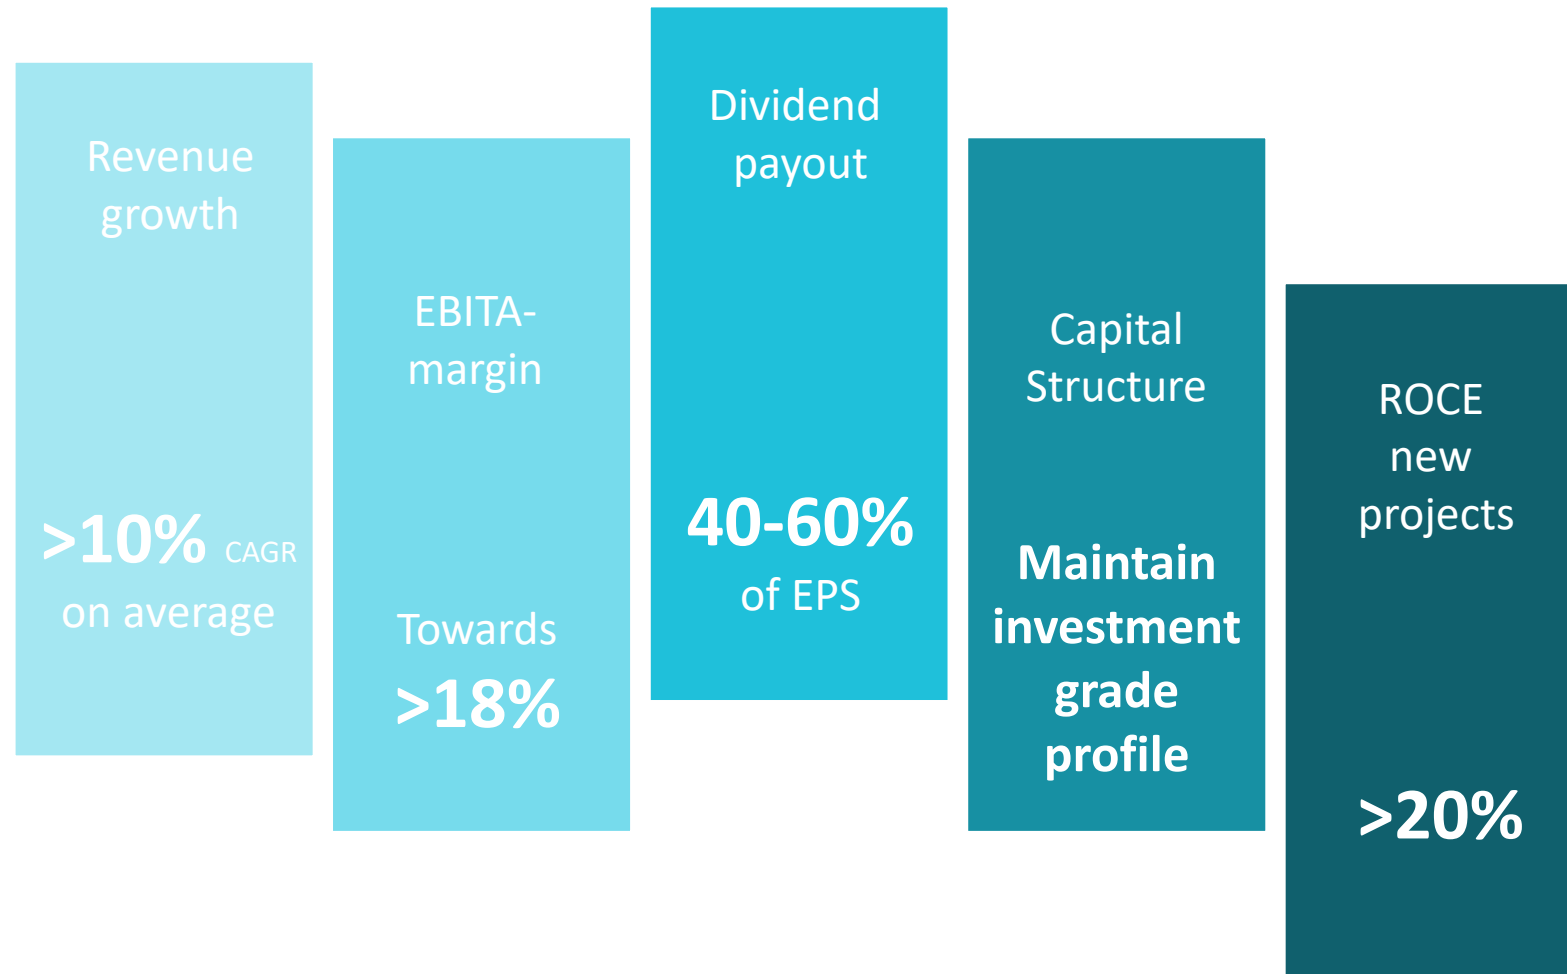 Revenue
growth
>10% CAGR
on average
EBITA-
margin
Towards
>18%
Dividend
payout
40-60%
of EPS
Capital
Structure
Maintain
investment
grade
profile
ROCE
new
projects
>20%